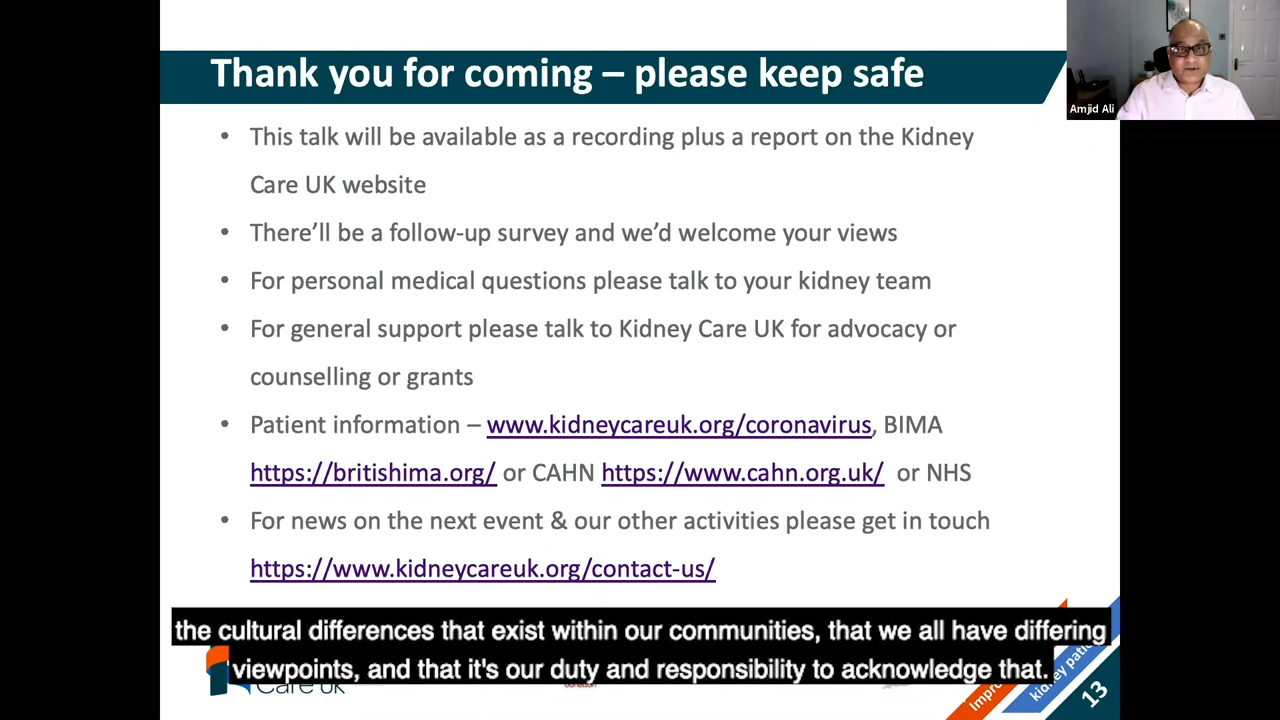 Thank you for coming – please keep safe
Amjid Ali
• This talk will be available as a recording plus a report on the Kidney
Care UK website
• There’ll be a follow-up survey and we’d welcome your views
• For personal medical questions please talk to your kidney team
• For general support please talk to Kidney Care UK for advocacy or
counselling or grants
• Patient information – www.kidneycareuk.org/coronavirus, BIMA
https://britishima.org/ or CAHN https://www.cahn.org.uk/ or NHS
• For news on the next event & our other activities please get in touch
https://www.kidneycareuk.org/contact-us/
the cultural differences that exist within our communities, that we all have differing
viewpoints, and that it's our duty and responsibility to acknowledge that.
Care UK
kidney
13